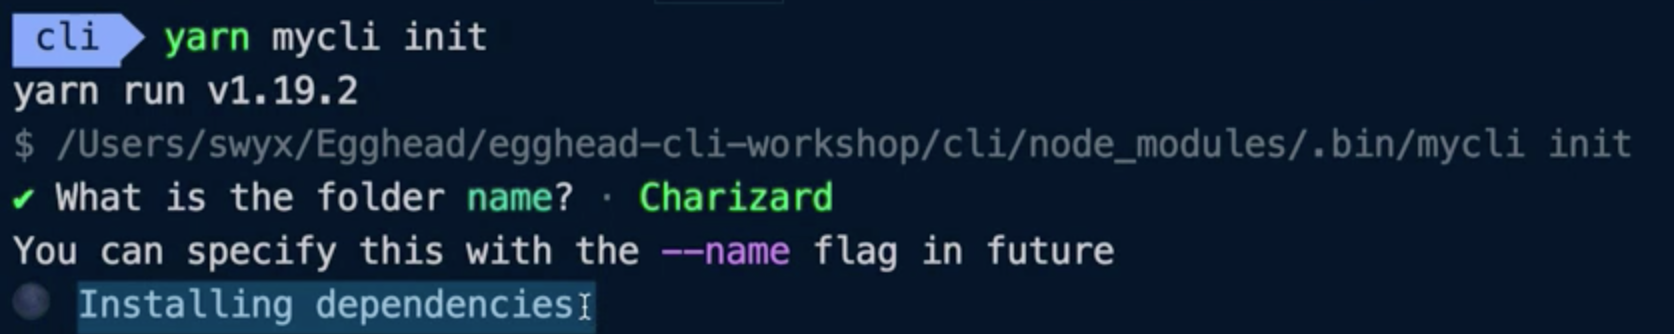 cli yarn mycli init
yarn run v1.19.2
$ /Users/swyx/Egghead/egghead-cli-workshop/cli/node_modules/.bin/mycli init
✔ What is the folder name? · Charizard
You can specify this with the --name flag in future
Installing dependencies